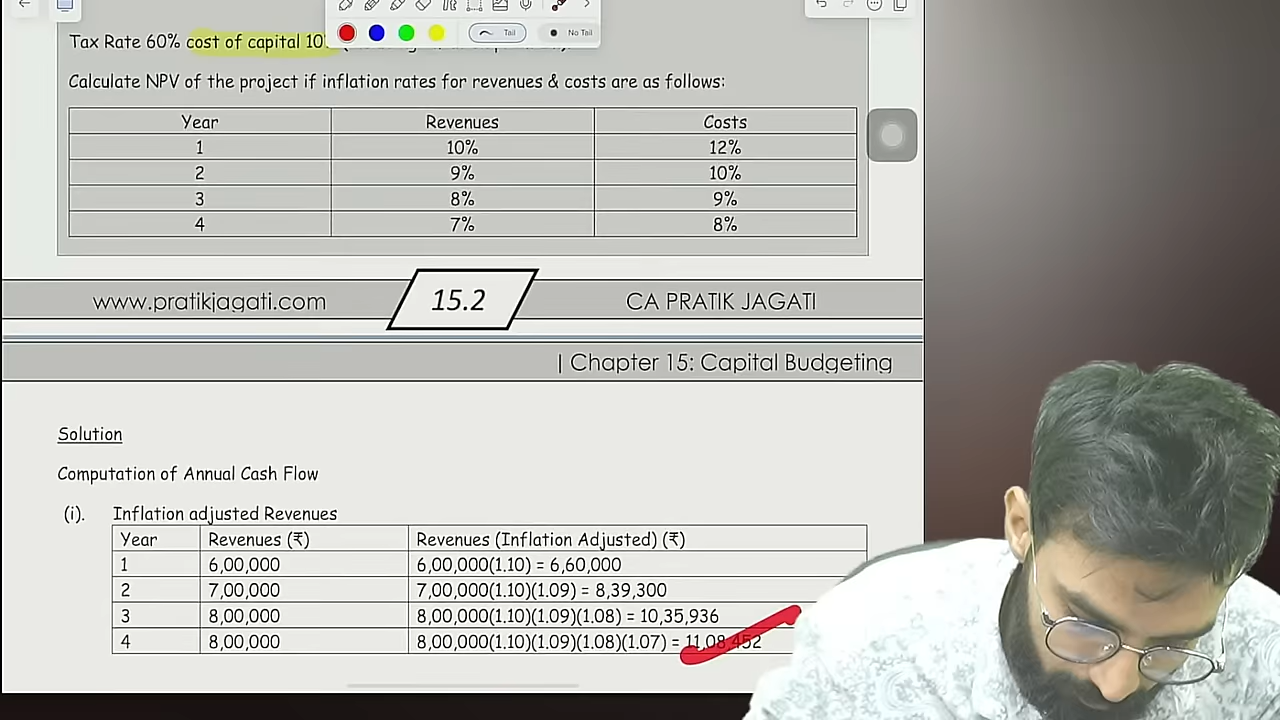 Tail
No Tail
Tax Rate 60% cost of capital 10%
Calculate NPV of the project if inflation rates for revenues & costs are as follows:
Year Revenues Costs
1 10% 12%
2 9% 10%
3 8% 9%
4 7% 8%
www.pratikjagati.com 15.2 CA PRATIK JAGATI
| Chapter 15: Capital Budgeting
Solution
Computation of Annual Cash Flow
(i). Inflation adjusted Revenues
Year Revenues (₹) Revenues (Inflation Adjusted) (₹)
1 6,00,000 6,00,000(1.10) = 6,60,000
2 7,00,000 7,00,000(1.10)(1.09) = 8,39,300
3 8,00,000 8,00,000(1.10)(1.09)(1.08) = 10,35,936
4 8,00,000 8,00,000(1.10)(1.09)(1.08)(1.07) = 11,08,452